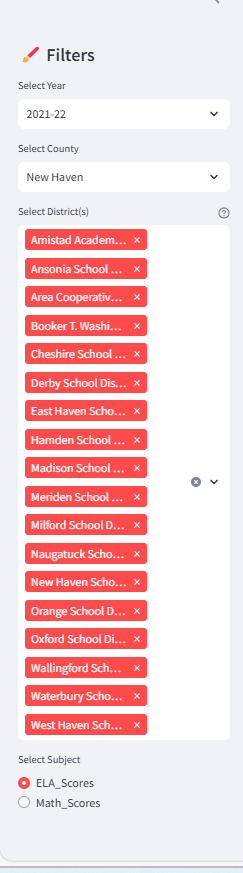 Filters
Select Year
2021-22
Select County
New Haven
Select District(s)
Amistad Academ...
Ansonia School ...
Area Cooperativ...
Booker T. Washi...
Cheshire School ...
Derby School Dis...
East Haven Scho...
Hamden School ...
Madison School ...
Meriden School ...
Milford School D...
Naugatuck Scho...
New Haven Scho...
Orange School D...
Oxford School Di...
Wallingford Sch...
Waterbury Scho...
West Haven Sch...
Select Subject
ELA_Scores
Math_Scores